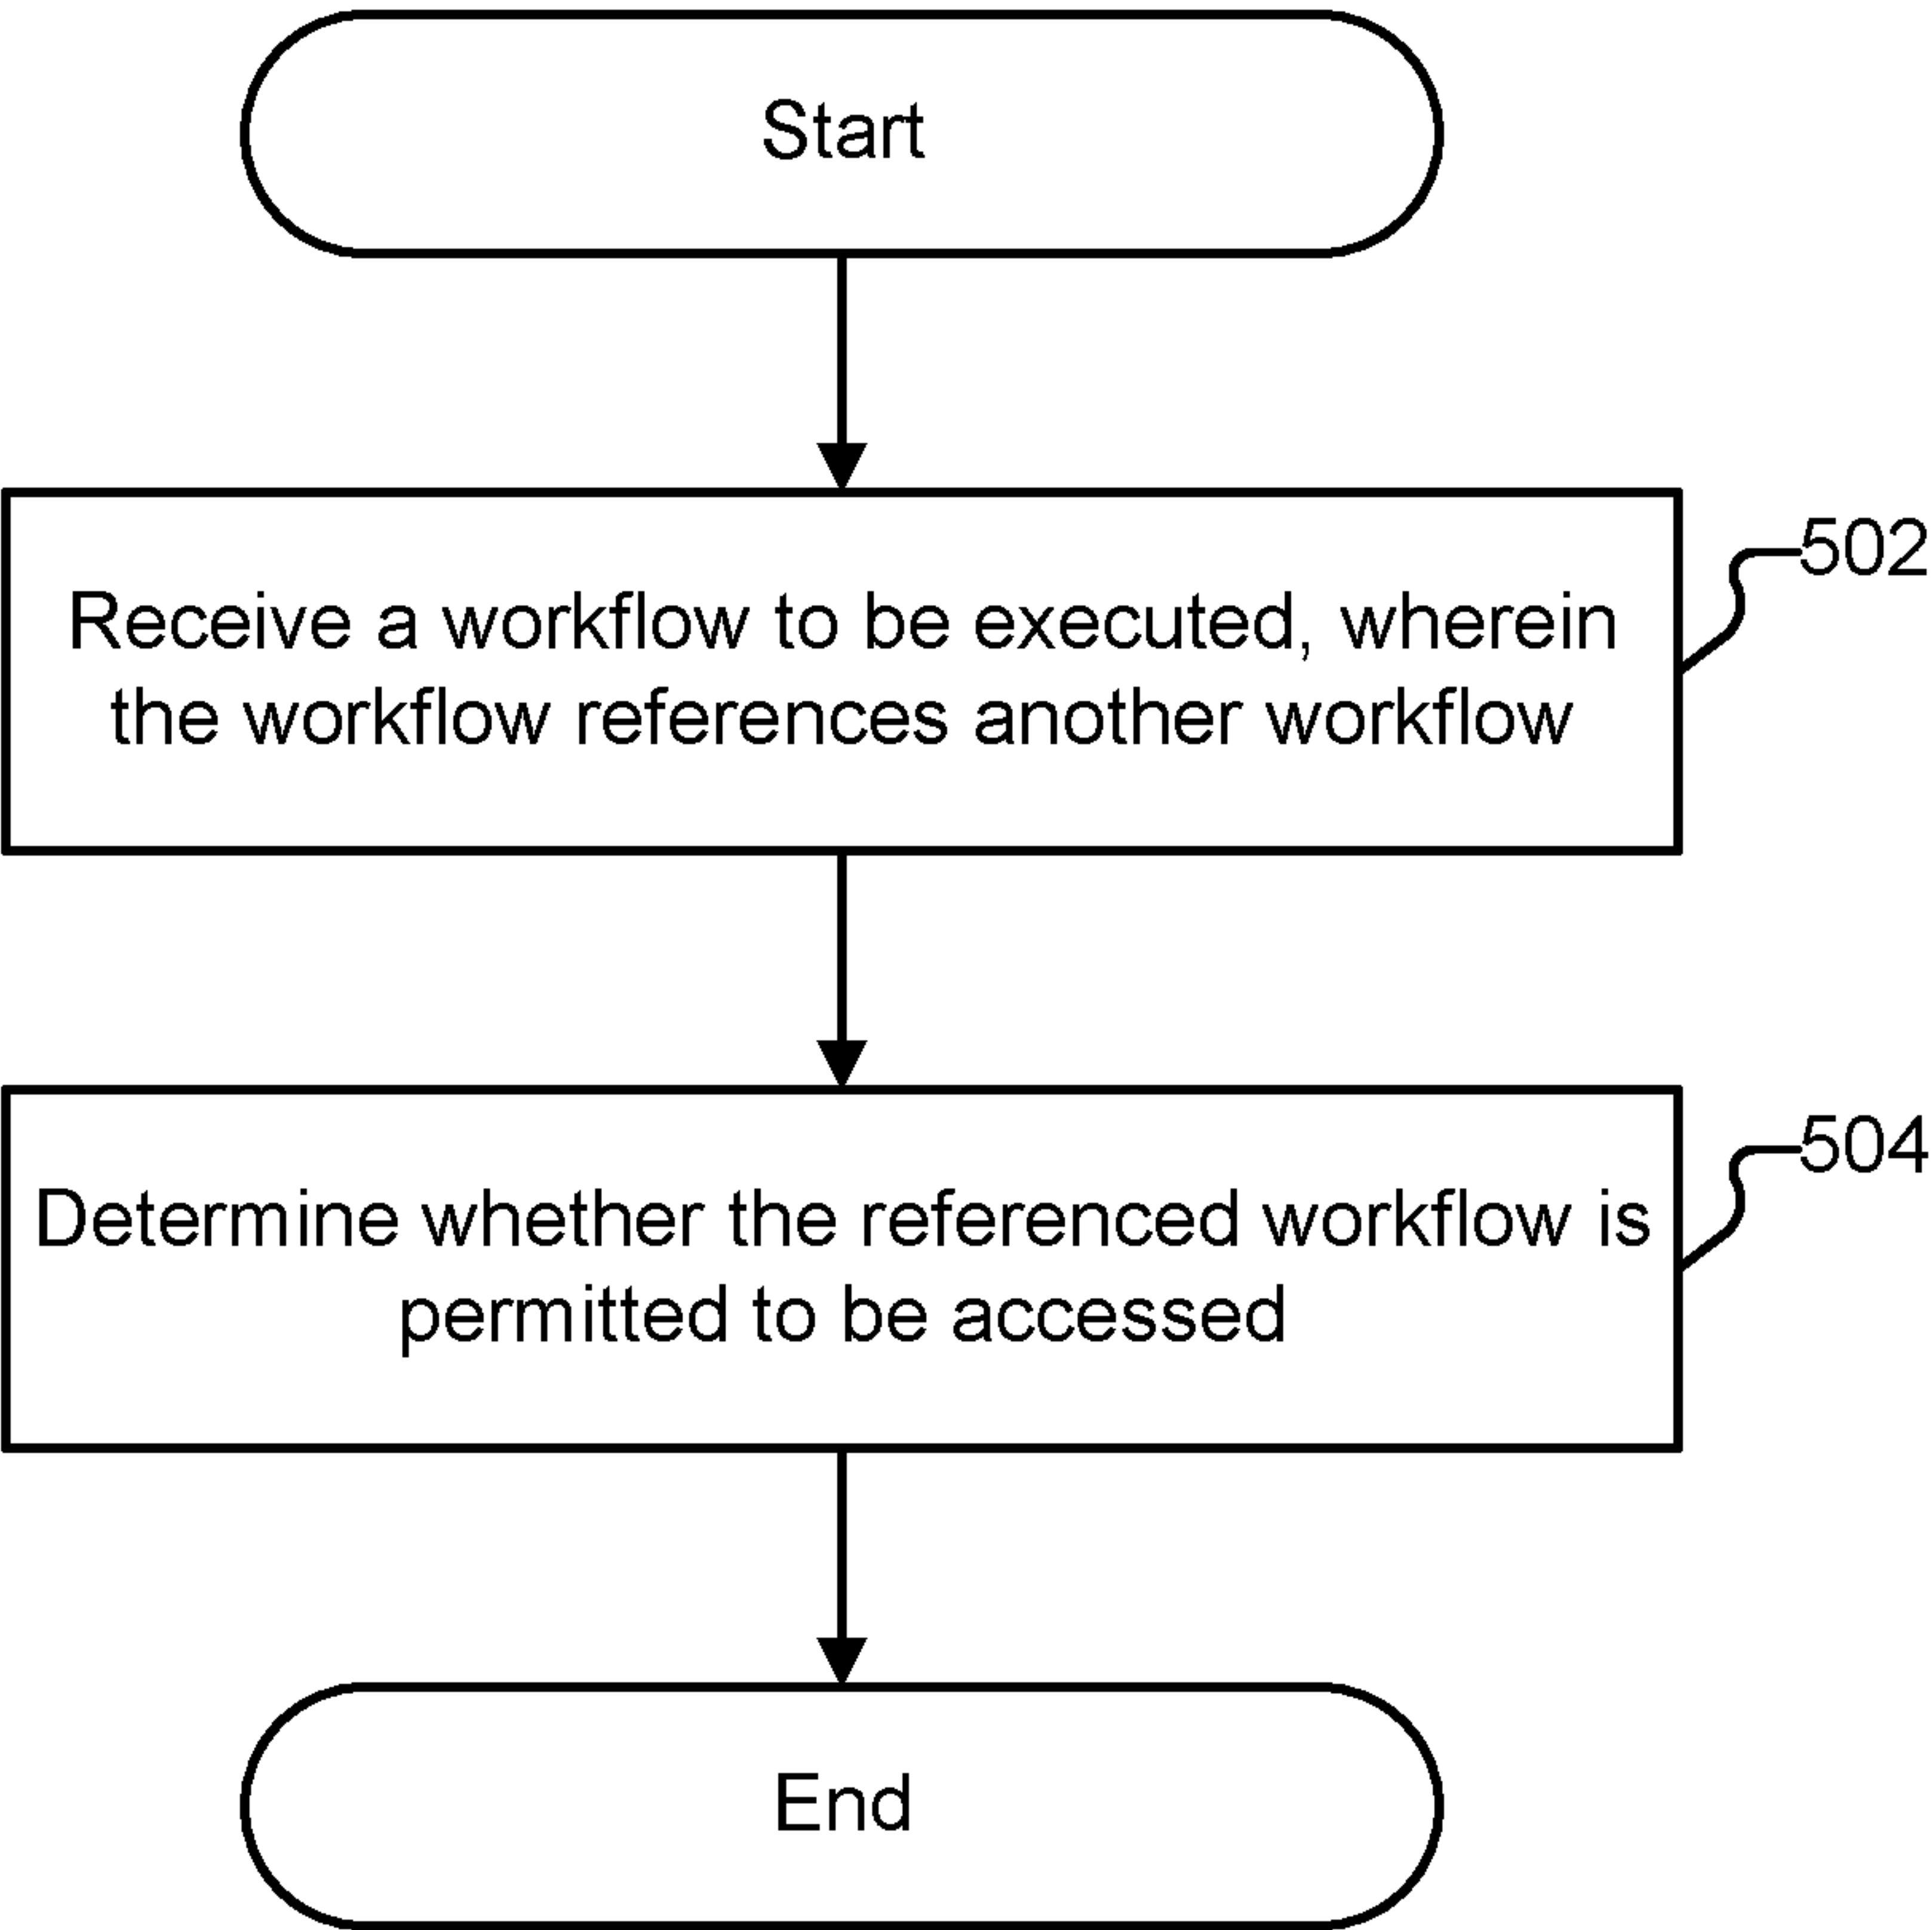 Start
502
Receive a workflow to be executed, wherein
the workflow references another workflow
504
Determine whether the referenced workflow is
permitted to be accessed
End